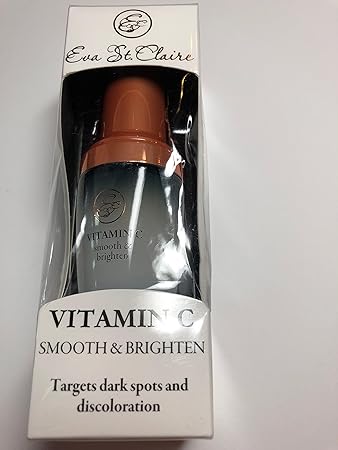 Eva St. Claire
VITAMIN C
smooth &
brighten
VITAMIN C
SMOOTH & BRIGHTEN
Targets dark spots and
discoloration